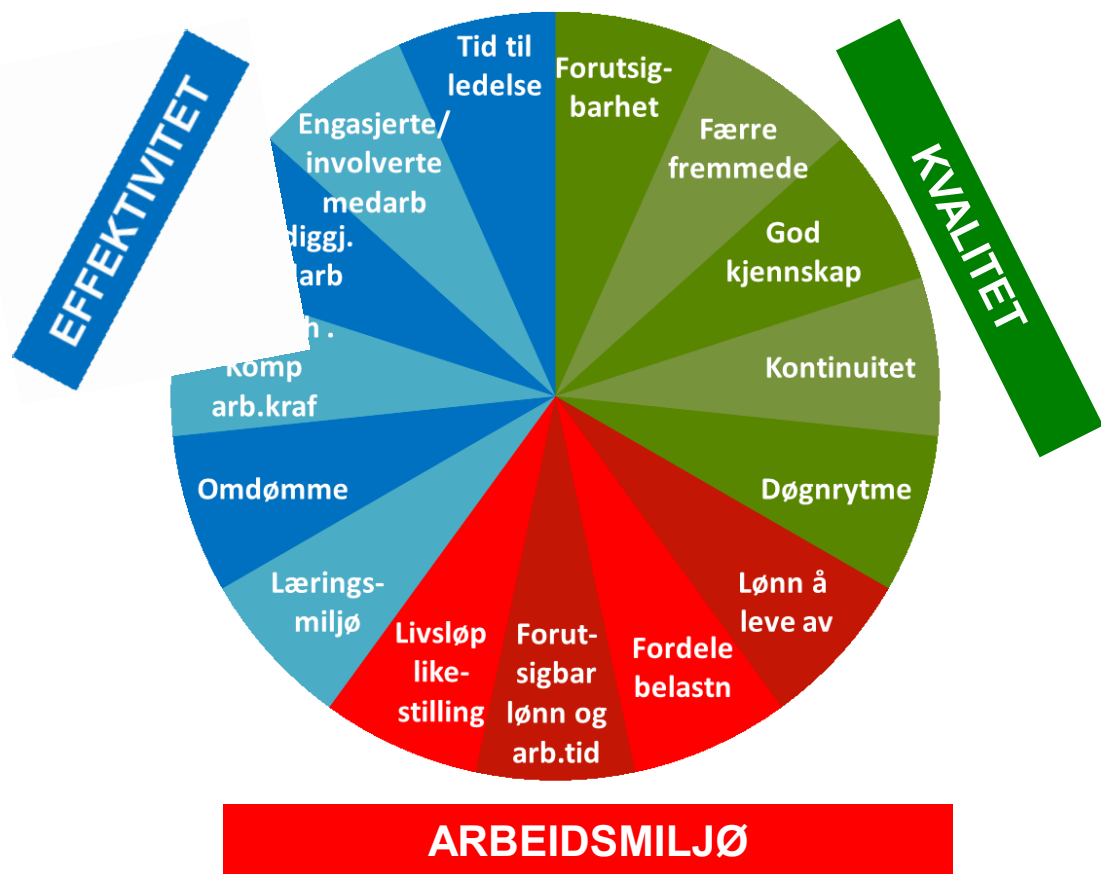 EFFEKTIVITET
KVALITET
Tid til
ledelse
Forutsig-
barhet
Engasjerte/
involverte
medarb
Færre
fremmede
God
kjennskap
Kontinuitet
Komp
arb.kraf
Omdømme
Døgnrytme
Lærings-
miljø
Lønn å
leve av
Livsløp
like-
stilling
Forut-
sigbar
lønn og
arb.tid
Fordele
belastn
ARBEIDSMILJØ